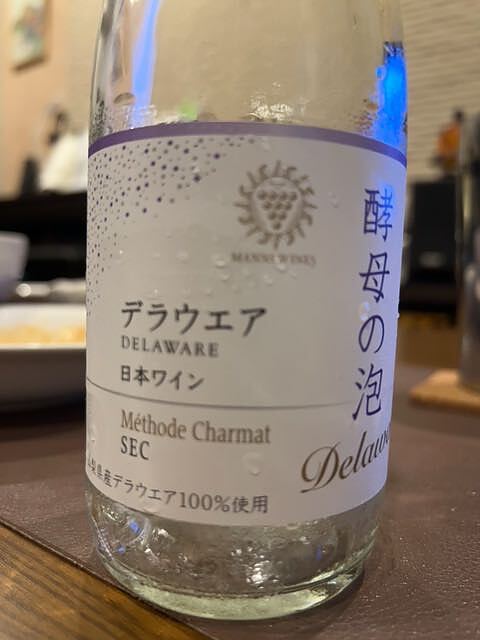 MANNS WINES
酵母の泡
デラウエア
DELAWARE
日本ワイン
Méthode Charmat
SEC
梨県産デラウエア100%使用